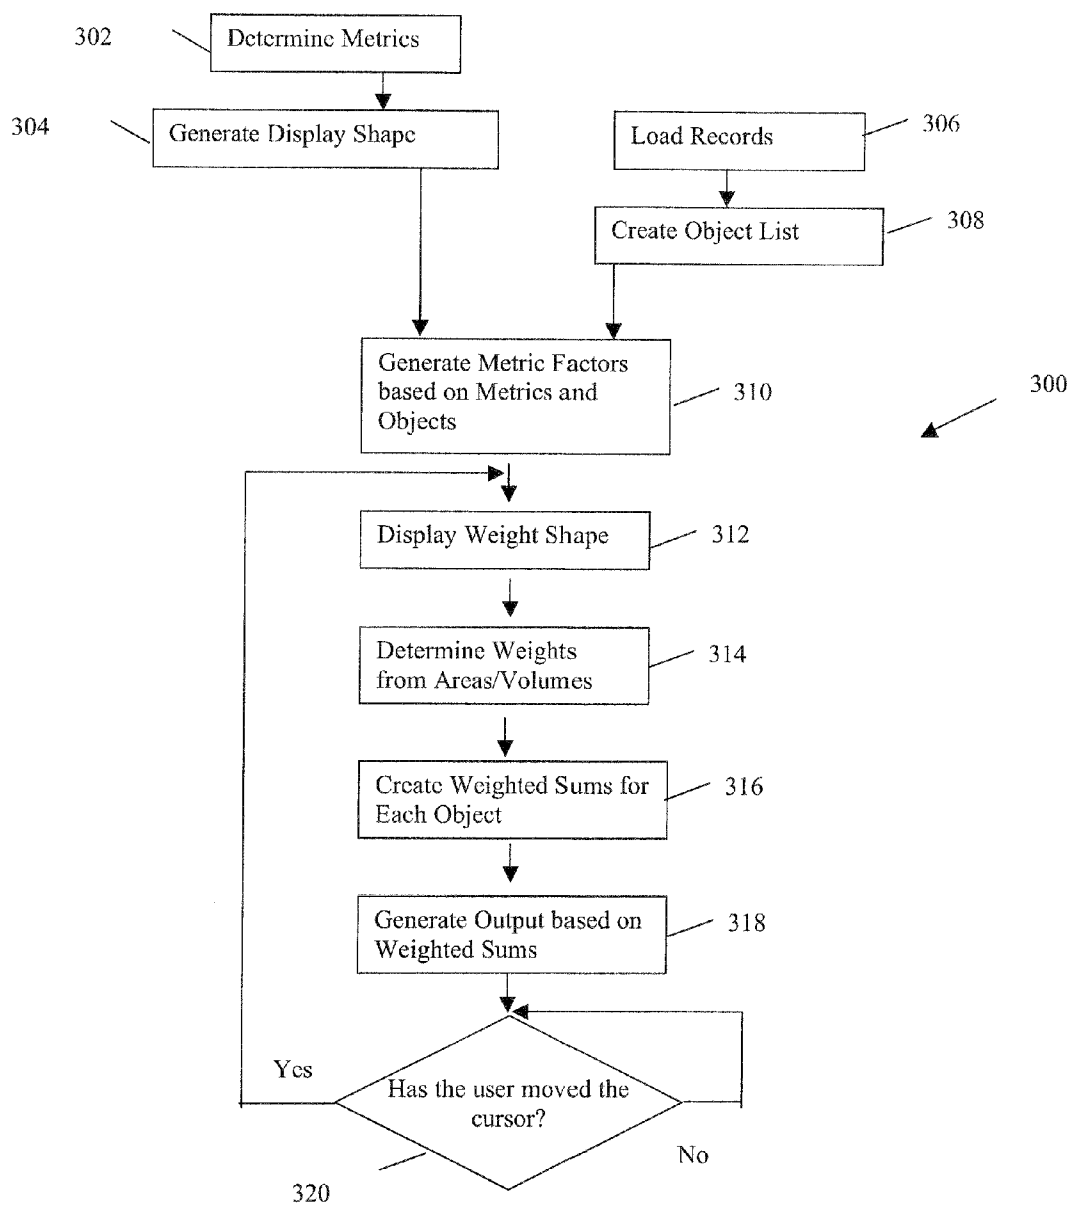 302
Determine Metrics
304
Generate Display Shape
Load Records
306
Create Object List
308
Generate Metric Factors
based on Metrics and
Objects
310
300
Display Weight Shape
312
Determine Weights
from Areas/Volumes
314
Create Weighted Sums for
Each Object
316
Generate Output based on
Weighted Sums
318
Yes
Has the user moved the
cursor?
No
320